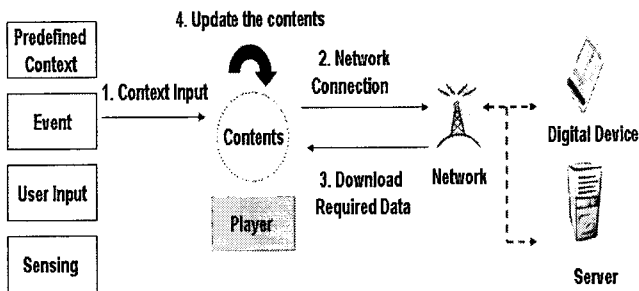 4. Update the contents
Predefined
Context
1. Context Input
2. Network
Connection
Event
Contents
Digital Device
User Input
3. Download
Required Data
Network
Player
Sensing
Server